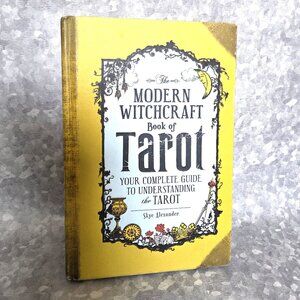 The
MODERN
WITCHCRAFT
Book of
Tarot
YOUR COMPLETE GUIDE
TO UNDERSTANDING
the TAROT
Skye Alexander